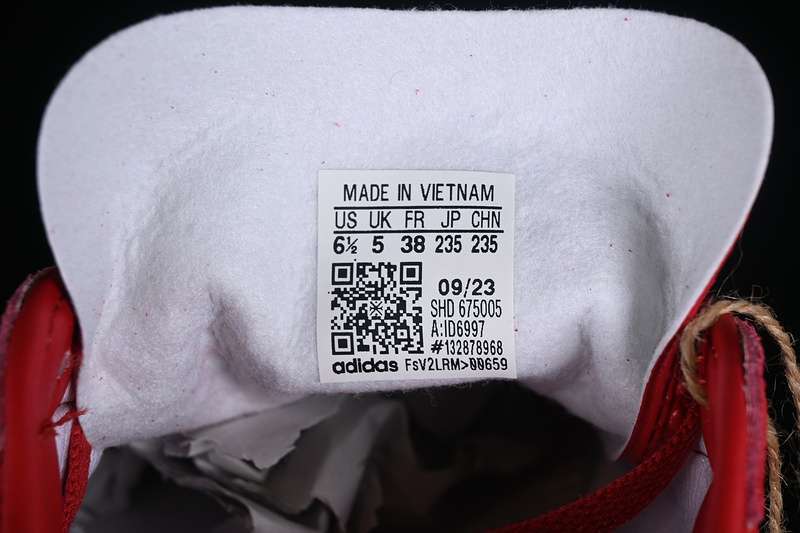 MADE IN VIETNAM
US UK FR JP CHN
6½ 5 38 235 235
09/23
SHD 675005
A:ID6997
#132878968
adidas FsV2LRM>00659